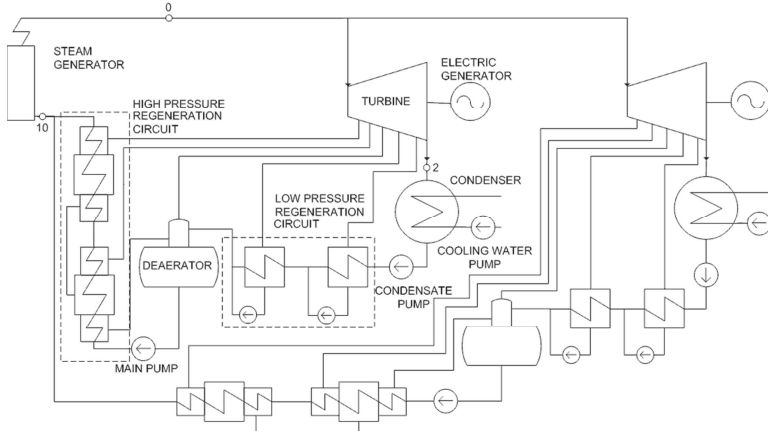 0
STEAM
GENERATOR
ELECTRIC
GENERATOR
TURBINE
HIGH PRESSURE
REGENERATION
CIRCUIT
10
2
CONDENSER
LOW PRESSURE
REGENERATION
CIRCUIT
COOLING WATER
PUMP
DEAERATOR
CONDENSATE
PUMP
MAIN PUMP